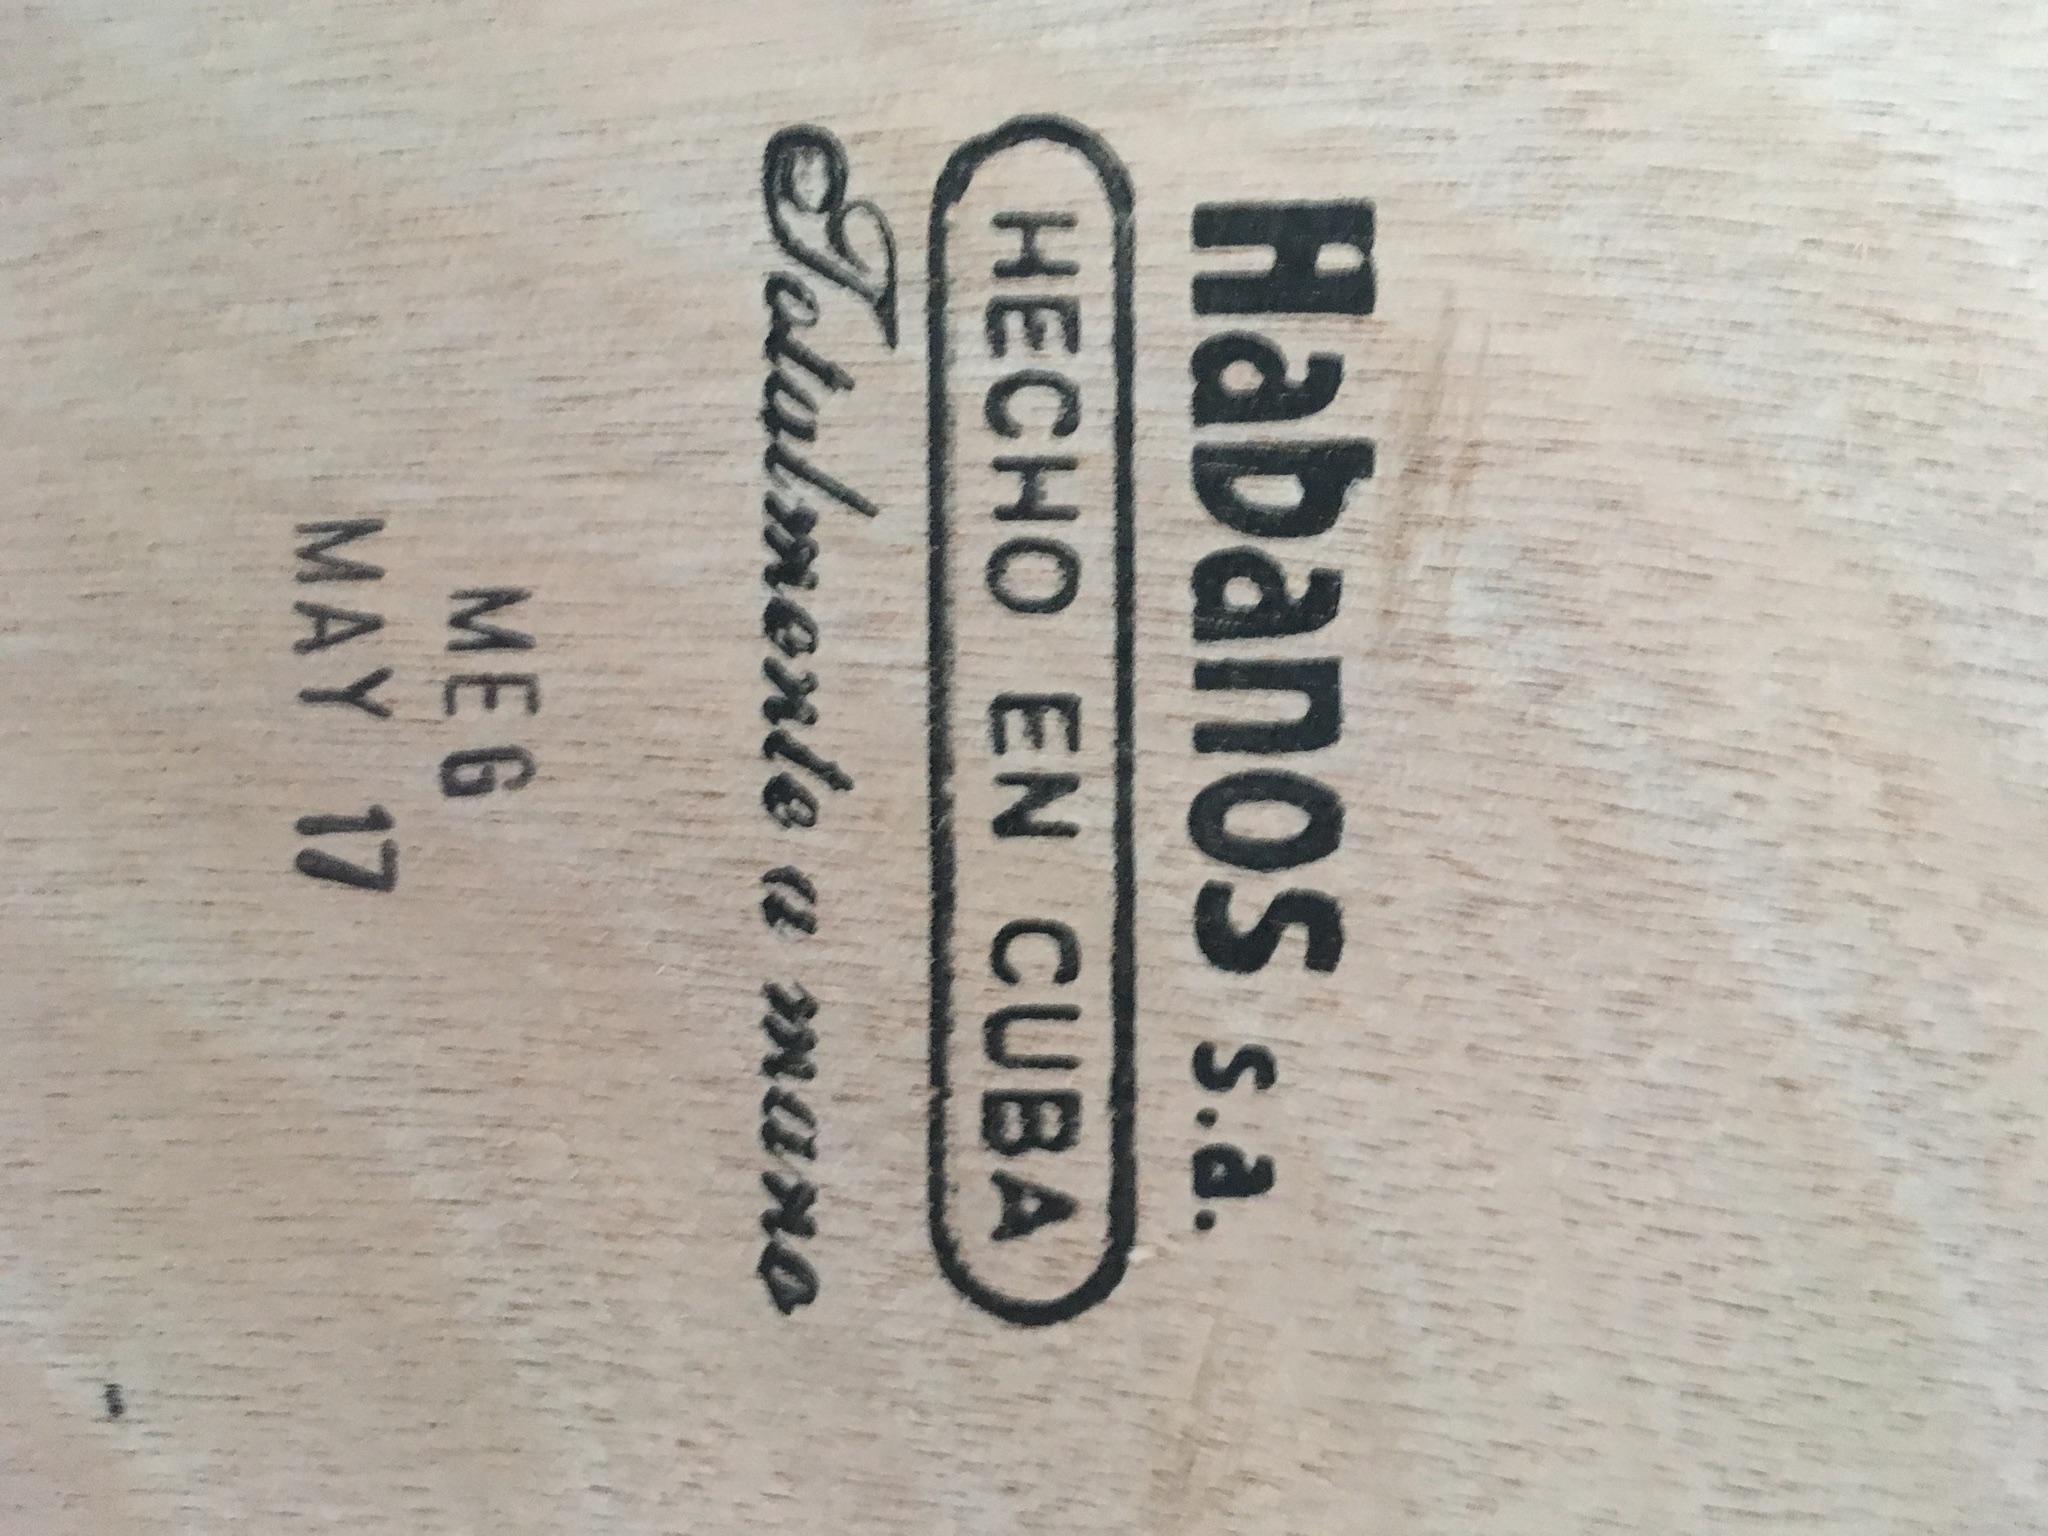 Habanos s.a.
HECHO EN CUBA
Totalmente a mano
MEG
MAY 17